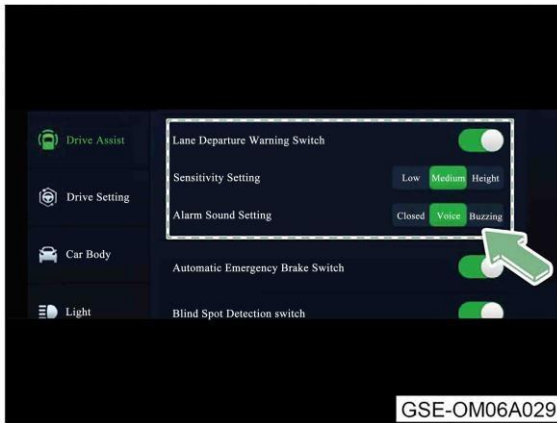 Drive Assist
Lane Departure Warning Switch
Sensitivity Setting
Low Medium Height
Drive Setting
Alarm Sound Setting
Closed Voice Buzzing
Car Body
Automatic Emergency Brake Switch
Light
Blind Spot Detection switch
GSE-OM06A029